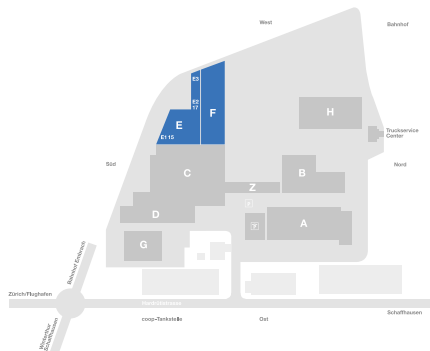 West
Bahnhof
E3
E2
17
F
H
E
E1 15
Truckservice
Center
Süd
Nord
C
B
Z
D
A
G
Bahnhof Embrach
Zürich/Flughafen
Schaffhausen
coop-Tankstelle
Ost
Winterthur
Schaffhausen